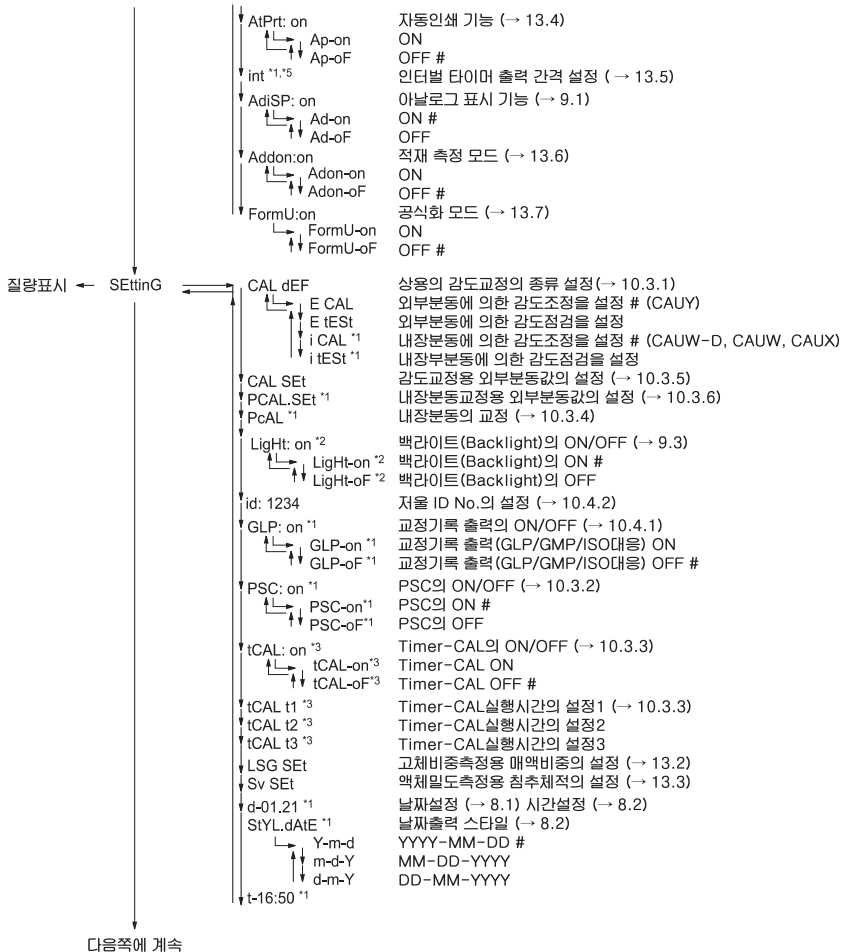 AtPrt: on 자동인쇄 기능 (→ 13.4)
Ap-on ON
Ap-oF OFF #
int *1,*5 인터벌 타이머 출력 간격 설정 ( → 13.5)
AdiSP: on 아날로그 표시 기능 (→ 9.1)
Ad-on ON #
Ad-oF OFF
Addon:on 적재 측정 모드 (→ 13.6)
Adon-on ON
Adon-oF OFF #
FormU:on 공식화 모드 (→ 13.7)
FormU-on ON
FormU-oF OFF #
질량표시 ← SEttinG CAL dEF 상용의 감도교정의 종류 설정(→ 10.3.1)
E CAL 외부분동에 의한 감도조정을 설정 # (CAUY)
E tESt 외부분동에 의한 감도점검을 설정
i CAL *1 내장분동에 의한 감도조정을 설정 # (CAUW-D, CAUW, CAUX)
i tESt *1 내장부분동에 의한 감도점검을 설정
CAL SEt 감도교정용 외부분동값의 설정 (→ 10.3.5)
PCAL.SEt *1 내장분동교정용 외부분동값의 설정 (→ 10.3.6)
PcAL *1 내장분동의 교정 (→ 10.3.4)
LigHt: on *2 백라이트(Backlight)의 ON/OFF (→ 9.3)
LigHt-on *2 백라이트(Backlight)의 ON #
LigHt-oF *2 백라이트(Backlight)의 OFF
id: 1234 저울 ID No.의 설정 (→ 10.4.2)
GLP: on *1 교정기록 출력의 ON/OFF (→ 10.4.1)
GLP-on *1 교정기록 출력(GLP/GMP/ISO대응) ON
GLP-oF *1 교정기록 출력(GLP/GMP/ISO대응) OFF #
PSC: on *1 PSC의 ON/OFF (→ 10.3.2)
PSC-on*1 PSC의 ON #
PSC-oF*1 PSC의 OFF
tCAL: on *3 Timer-CAL의 ON/OFF (→ 10.3.3)
tCAL-on*3 Timer-CAL ON
tCAL-oF*3 Timer-CAL OFF #
tCAL t1 *3 Timer-CAL실행시간의 설정1 (→ 10.3.3)
tCAL t2 *3 Timer-CAL실행시간의 설정2
tCAL t3 *3 Timer-CAL실행시간의 설정3
LSG SEt 고체비중측정용 매액비중의 설정 (→ 13.2)
Sv SEt 액체밀도측정용 침추체적의 설정 (→ 13.3)
d-01.21 *1 날짜설정 (→ 8.1) 시간설정 (→ 8.2)
StYL.dAtE *1 날짜출력 스타일 (→ 8.2)
Y-m-d YYYY-MM-DD #
m-d-Y MM-DD-YYYY
d-m-Y DD-MM-YYYY
t-16:50 *1
다음쪽에 계속